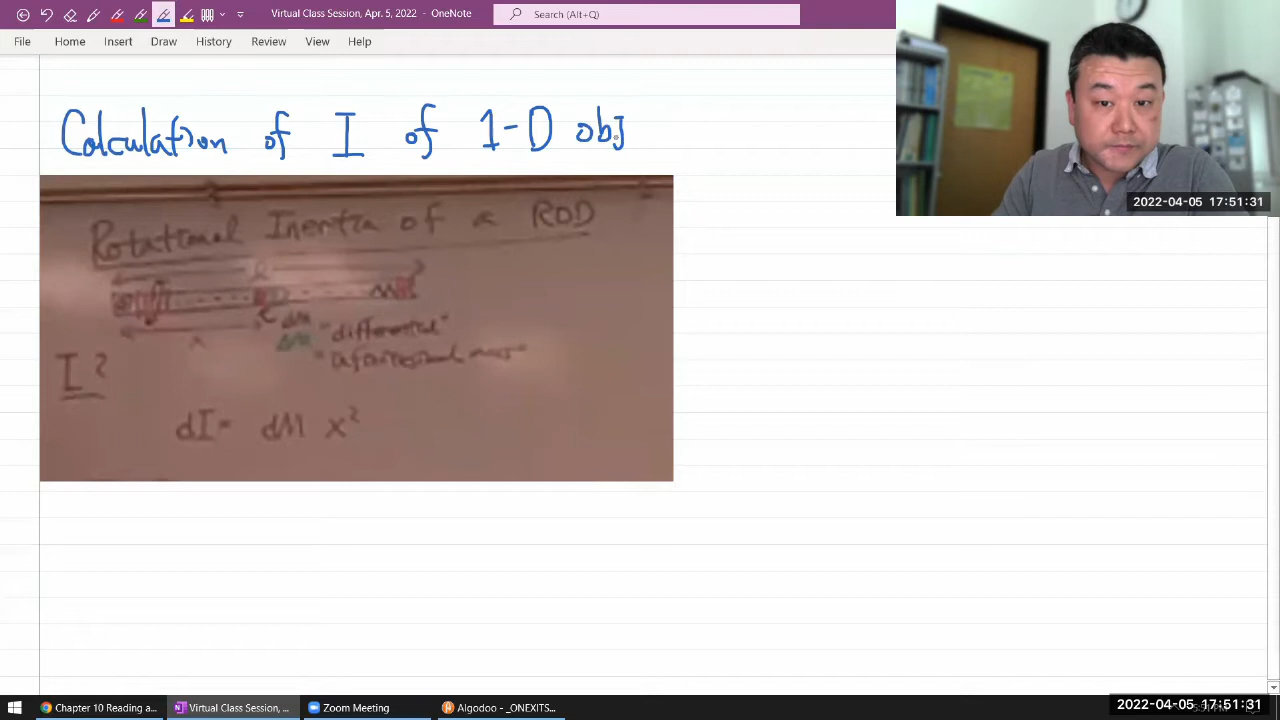 Virtual Class Session, Apr. 5, 2022 - OneNote
Search (Alt+Q)
File Home Insert Draw History Review View Help
Calculation of I of 1-D obj
2022-04-05 17:51:31
Rotational Inertia of a ROD
M
x dM "differential"
ΔM
I ?
dI = dM x²
Chapter 10 Reading a...
Virtual Class Session, ...
Zoom Meeting
Algodoo - _ONEXITS...
2022-04-05 17:51:31